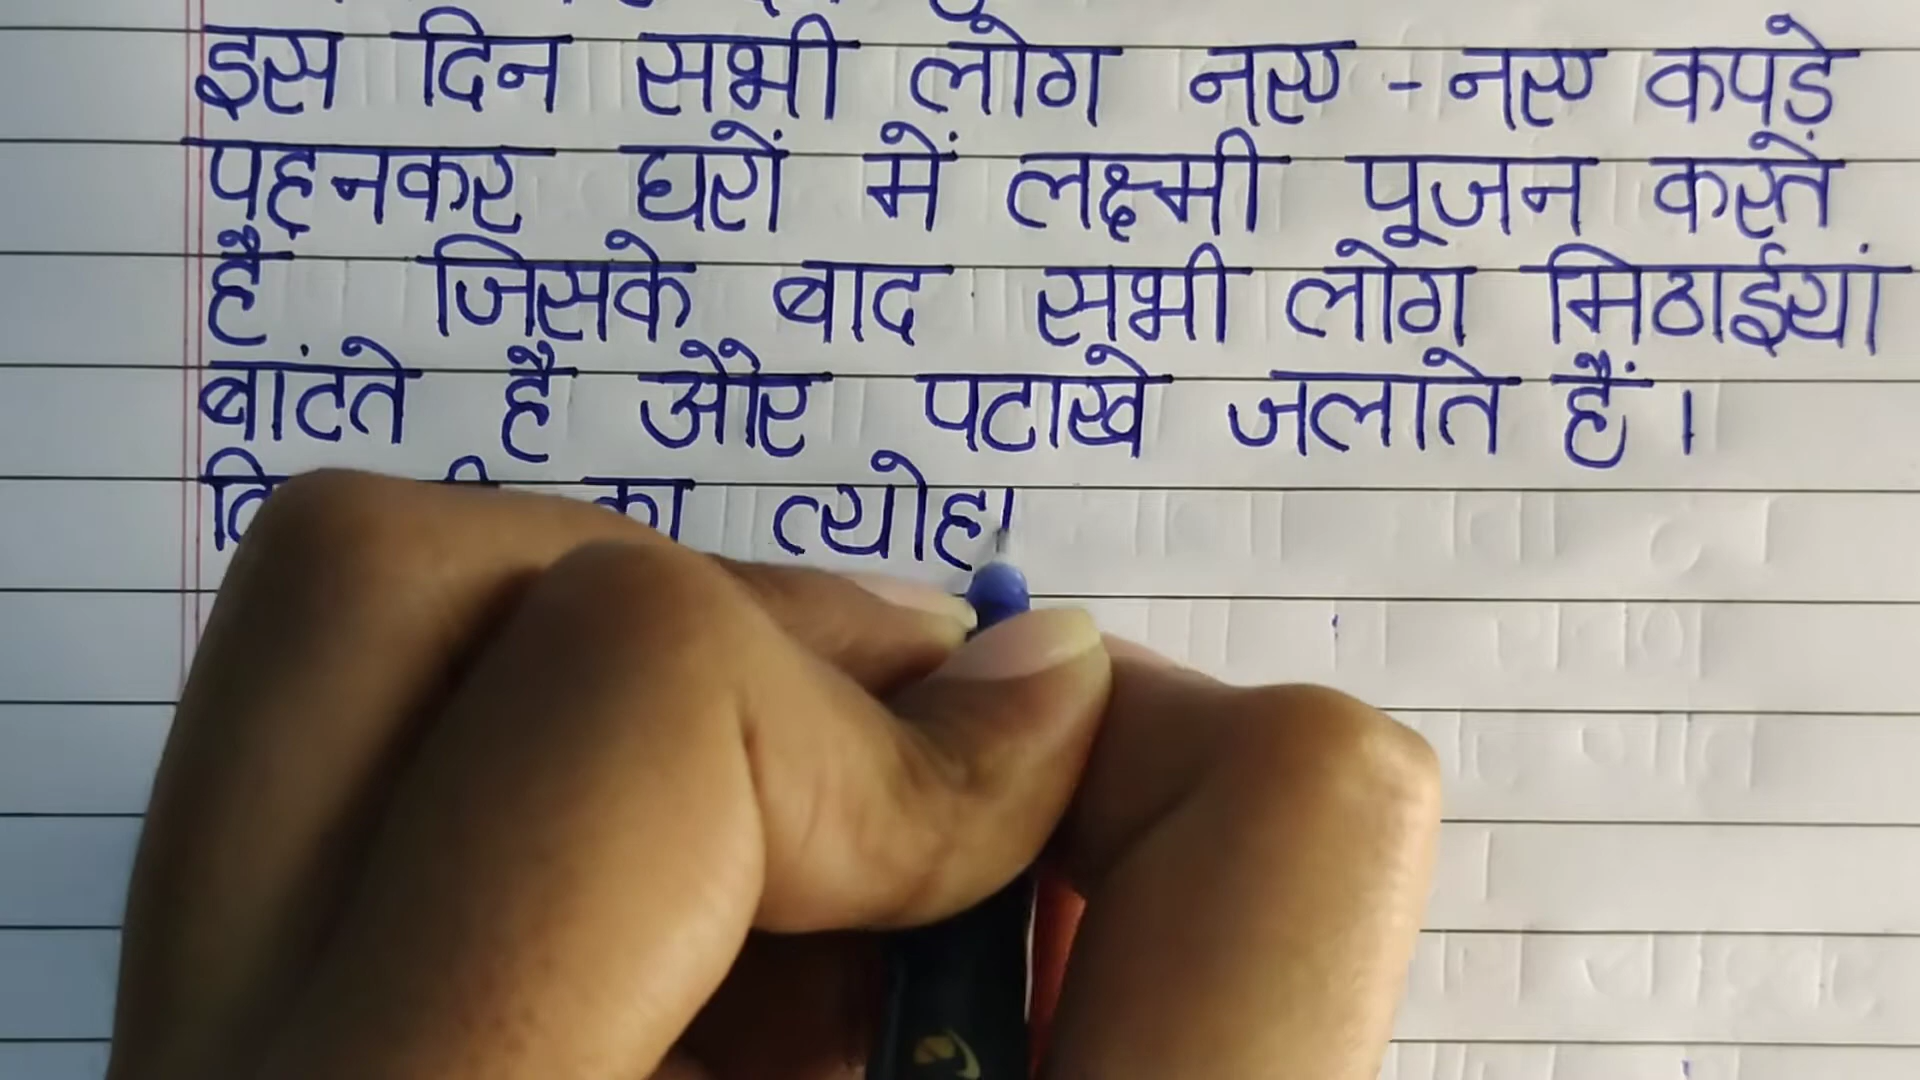 इस दिन सभी लोग नए - नए कपड़े
पहनकर घरों में लक्ष्मी पूजन करते
है जिसके बाद सभी लोग मिठाईयां
बांटते है और पटाखे जलाते हैं।
का त्योहा